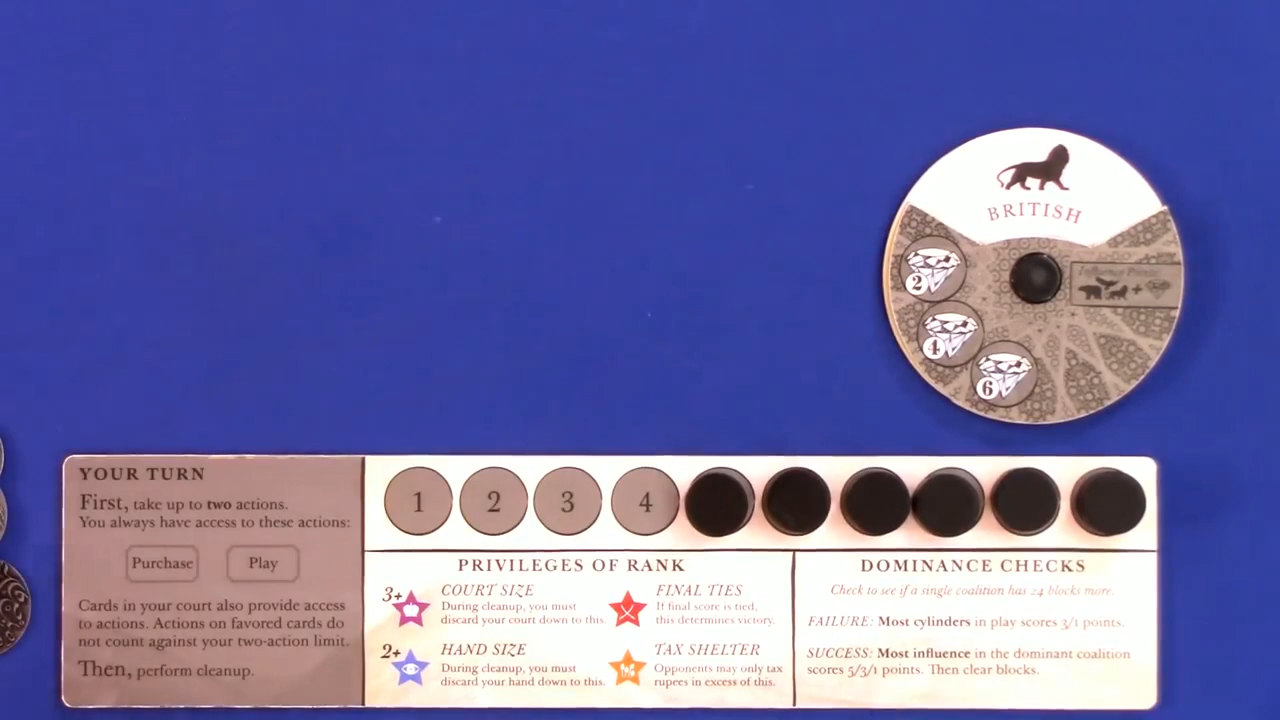 BRITISH
Influence Points:
+
2
4
6
YOUR TURN
First, take up to two actions.
You always have access to these actions:
Purchase
Play
Cards in your court also provide access
to actions. Actions on favored cards do
not count against your two-action limit.
Then, perform cleanup.
1 2 3 4
PRIVILEGES OF RANK
3+
COURT SIZE
During cleanup, you must
discard your court down to this.
FINAL TIES
If final score is tied,
this determines victory.
2+
HAND SIZE
During cleanup, you must
discard your hand down to this.
TAX SHELTER
Opponents may only tax
rupees in excess of this.
DOMINANCE CHECKS
Check to see if a single coalition has 24 blocks more.
FAILURE: Most cylinders in play scores 3/1 points.
SUCCESS: Most influence in the dominant coalition
scores 5/3/1 points. Then clear blocks.